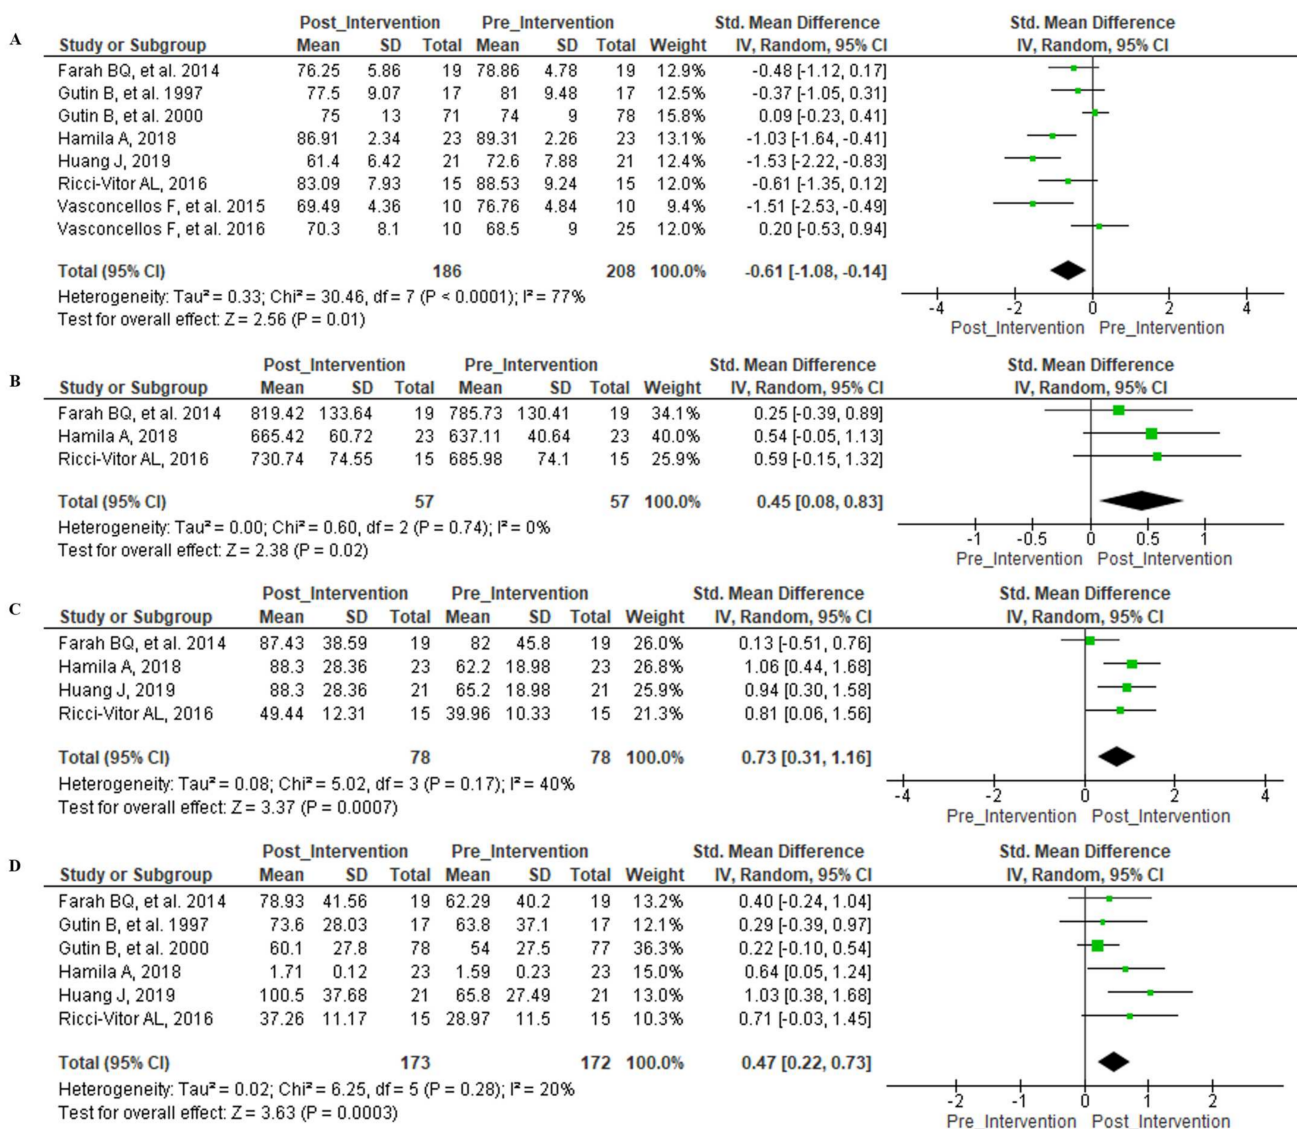 A
Post_Intervention Pre_Intervention Std. Mean Difference Std. Mean Difference
Study or Subgroup Mean SD Total Mean SD Total Weight IV, Random, 95% CI IV, Random, 95% CI
Farah BQ, et al. 2014 76.25 5.86 19 78.86 4.78 19 12.9% -0.48 [-1.12, 0.17]
Gutin B, et al. 1997 77.5 9.07 17 81 9.48 17 12.5% -0.37 [-1.05, 0.31]
Gutin B, et al. 2000 75 13 71 74 9 78 15.8% 0.09 [-0.23, 0.41]
Hamila A, 2018 86.91 2.34 23 89.31 2.26 23 13.1% -1.03 [-1.64, -0.41]
Huang J, 2019 61.4 6.42 21 72.6 7.88 21 12.4% -1.53 [-2.22, -0.83]
Ricci-Vitor AL, 2016 83.09 7.93 15 88.53 9.24 15 12.0% -0.61 [-1.35, 0.12]
Vasconcellos F, et al. 2015 69.49 4.36 10 76.76 4.84 10 9.4% -1.51 [-2.53, -0.49]
Vasconcellos F, et al. 2016 70.3 8.1 10 68.5 9 25 12.0% 0.20 [-0.53, 0.94]
Total (95% CI) 186 208 100.0% -0.61 [-1.08, -0.14]
Heterogeneity: Tau² = 0.33; Chi² = 30.46, df = 7 (P < 0.0001); I² = 77%
Test for overall effect: Z = 2.56 (P = 0.01)
-4 -2 0 2 4
Post_Intervention Pre_Intervention
B
Post_Intervention Pre_Intervention Std. Mean Difference Std. Mean Difference
Study or Subgroup Mean SD Total Mean SD Total Weight IV, Random, 95% CI IV, Random, 95% CI
Farah BQ, et al. 2014 819.42 133.64 19 785.73 130.41 19 34.1% 0.25 [-0.39, 0.89]
Hamila A, 2018 665.42 60.72 23 637.11 40.64 23 40.0% 0.54 [-0.05, 1.13]
Ricci-Vitor AL, 2016 730.74 74.55 15 685.98 74.1 15 25.9% 0.59 [-0.15, 1.32]
Total (95% CI) 57 57 100.0% 0.45 [0.08, 0.83]
Heterogeneity: Tau² = 0.00; Chi² = 0.60, df = 2 (P = 0.74); I² = 0%
Test for overall effect: Z = 2.38 (P = 0.02)
-1 -0.5 0 0.5 1
Pre_Intervention Post_Intervention
C
Post_Intervention Pre_Intervention Std. Mean Difference Std. Mean Difference
Study or Subgroup Mean SD Total Mean SD Total Weight IV, Random, 95% CI IV, Random, 95% CI
Farah BQ, et al. 2014 87.43 38.59 19 82 45.8 19 26.0% 0.13 [-0.51, 0.76]
Hamila A, 2018 88.3 28.36 23 62.2 18.98 23 26.8% 1.06 [0.44, 1.68]
Huang J, 2019 88.3 28.36 21 65.2 18.98 21 25.9% 0.94 [0.30, 1.58]
Ricci-Vitor AL, 2016 49.44 12.31 15 39.96 10.33 15 21.3% 0.81 [0.06, 1.56]
Total (95% CI) 78 78 100.0% 0.73 [0.31, 1.16]
Heterogeneity: Tau² = 0.08; Chi² = 5.02, df = 3 (P = 0.17); I² = 40%
Test for overall effect: Z = 3.37 (P = 0.0007)
-4 -2 0 2 4
Pre_Intervention Post_Intervention
D
Post_Intervention Pre_Intervention Std. Mean Difference Std. Mean Difference
Study or Subgroup Mean SD Total Mean SD Total Weight IV, Random, 95% CI IV, Random, 95% CI
Farah BQ, et al. 2014 78.93 41.56 19 62.29 40.2 19 13.2% 0.40 [-0.24, 1.04]
Gutin B, et al. 1997 73.6 28.03 17 63.8 37.1 17 12.1% 0.29 [-0.39, 0.97]
Gutin B, et al. 2000 60.1 27.8 78 54 27.5 77 36.3% 0.22 [-0.10, 0.54]
Hamila A, 2018 1.71 0.12 23 1.59 0.23 23 15.0% 0.64 [0.05, 1.24]
Huang J, 2019 100.5 37.68 21 65.8 27.49 21 13.0% 1.03 [0.38, 1.68]
Ricci-Vitor AL, 2016 37.26 11.17 15 28.97 11.5 15 10.3% 0.71 [-0.03, 1.45]
Total (95% CI) 173 172 100.0% 0.47 [0.22, 0.73]
Heterogeneity: Tau² = 0.02; Chi² = 6.25, df = 5 (P = 0.28); I² = 20%
Test for overall effect: Z = 3.63 (P = 0.0003)
-2 -1 0 1 2
Pre_Intervention Post_Intervention